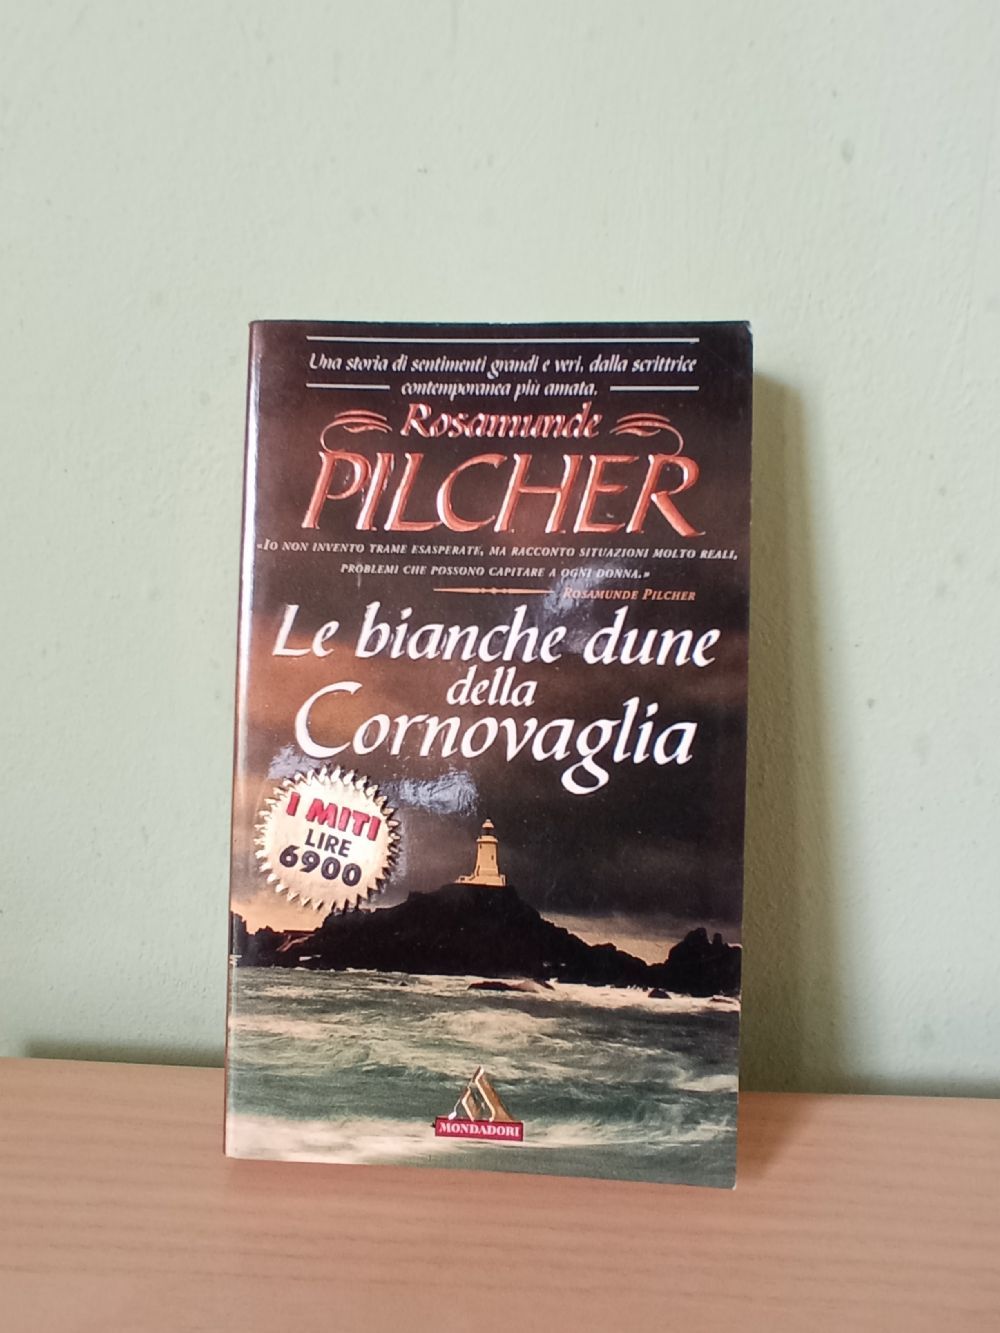 Una storia di sentimenti grandi e veri, dalla scrittrice
contemporanea più amata.
Rosamunde
PILCHER
«IO NON INVENTO TRAME ESASPERATE, MA RACCONTO SITUAZIONI MOLTO REALI,
PROBLEMI CHE POSSONO CAPITARE A OGNI DONNA.»
ROSAMUNDE PILCHER
Le bianche dune
della
Cornovaglia
I MITI
LIRE
6900
MONDADORI